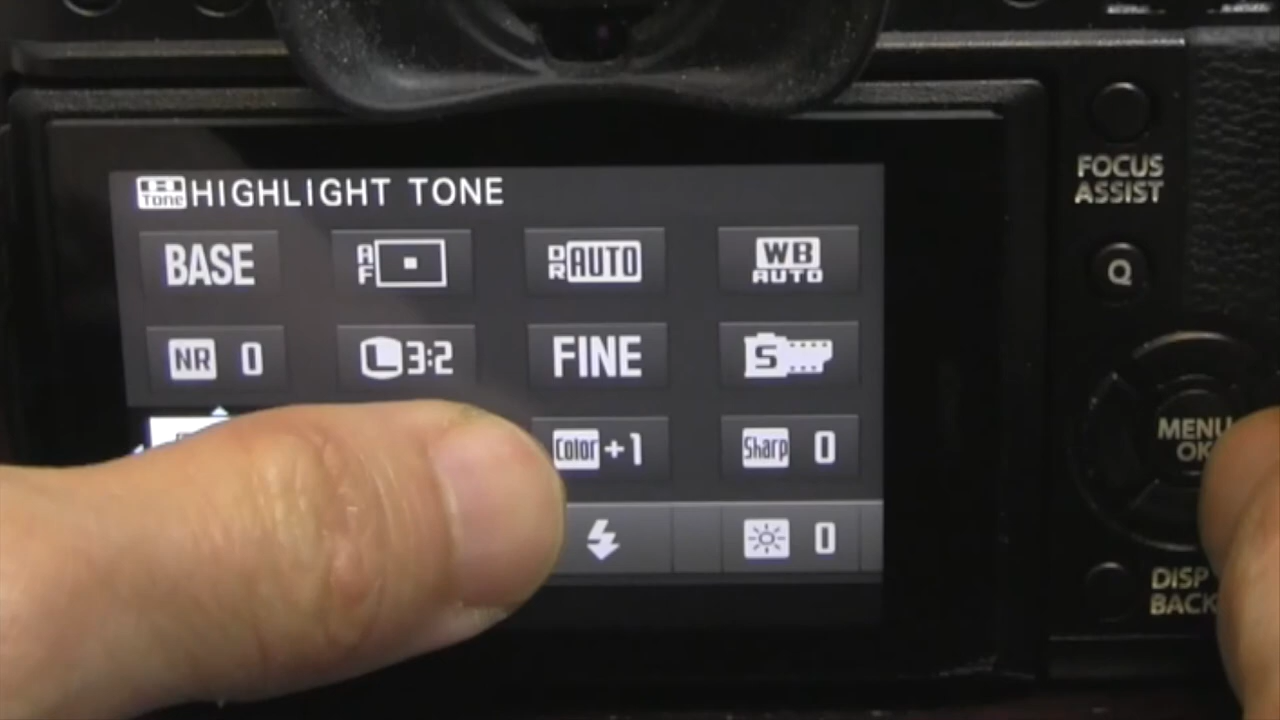 H Tone HIGHLIGHT TONE
FOCUS ASSIST
BASE AF DR AUTO WB AUTO
Q
NR 0 L 3:2 FINE S
MENU OK
Color +1 Sharp 0
0
DISP BACK